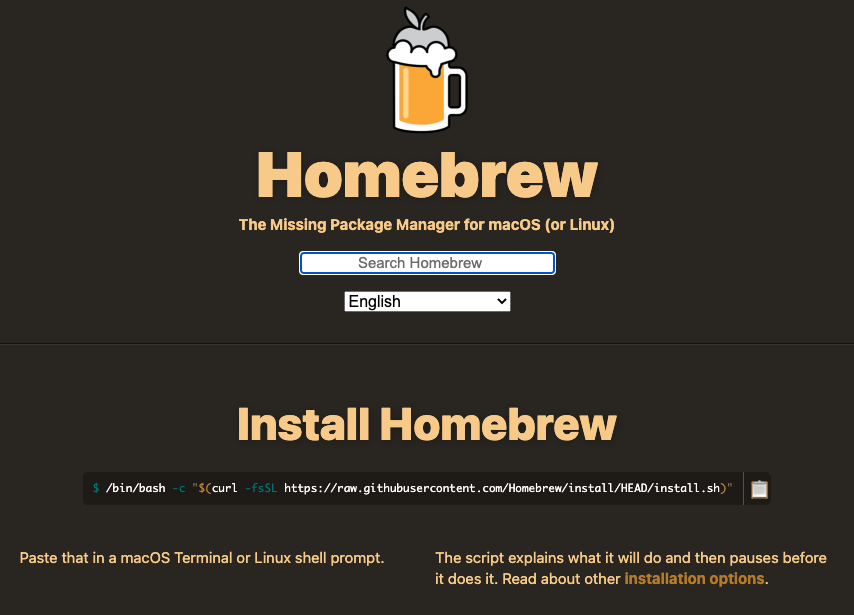 Homebrew
The Missing Package Manager for macOS (or Linux)
Search Homebrew
English
Install Homebrew
$ /bin/bash -c "$(curl -fsSL https://raw.githubusercontent.com/Homebrew/install/HEAD/install.sh)"
Paste that in a macOS Terminal or Linux shell prompt.
The script explains what it will do and then pauses before
it does it. Read about other installation options.